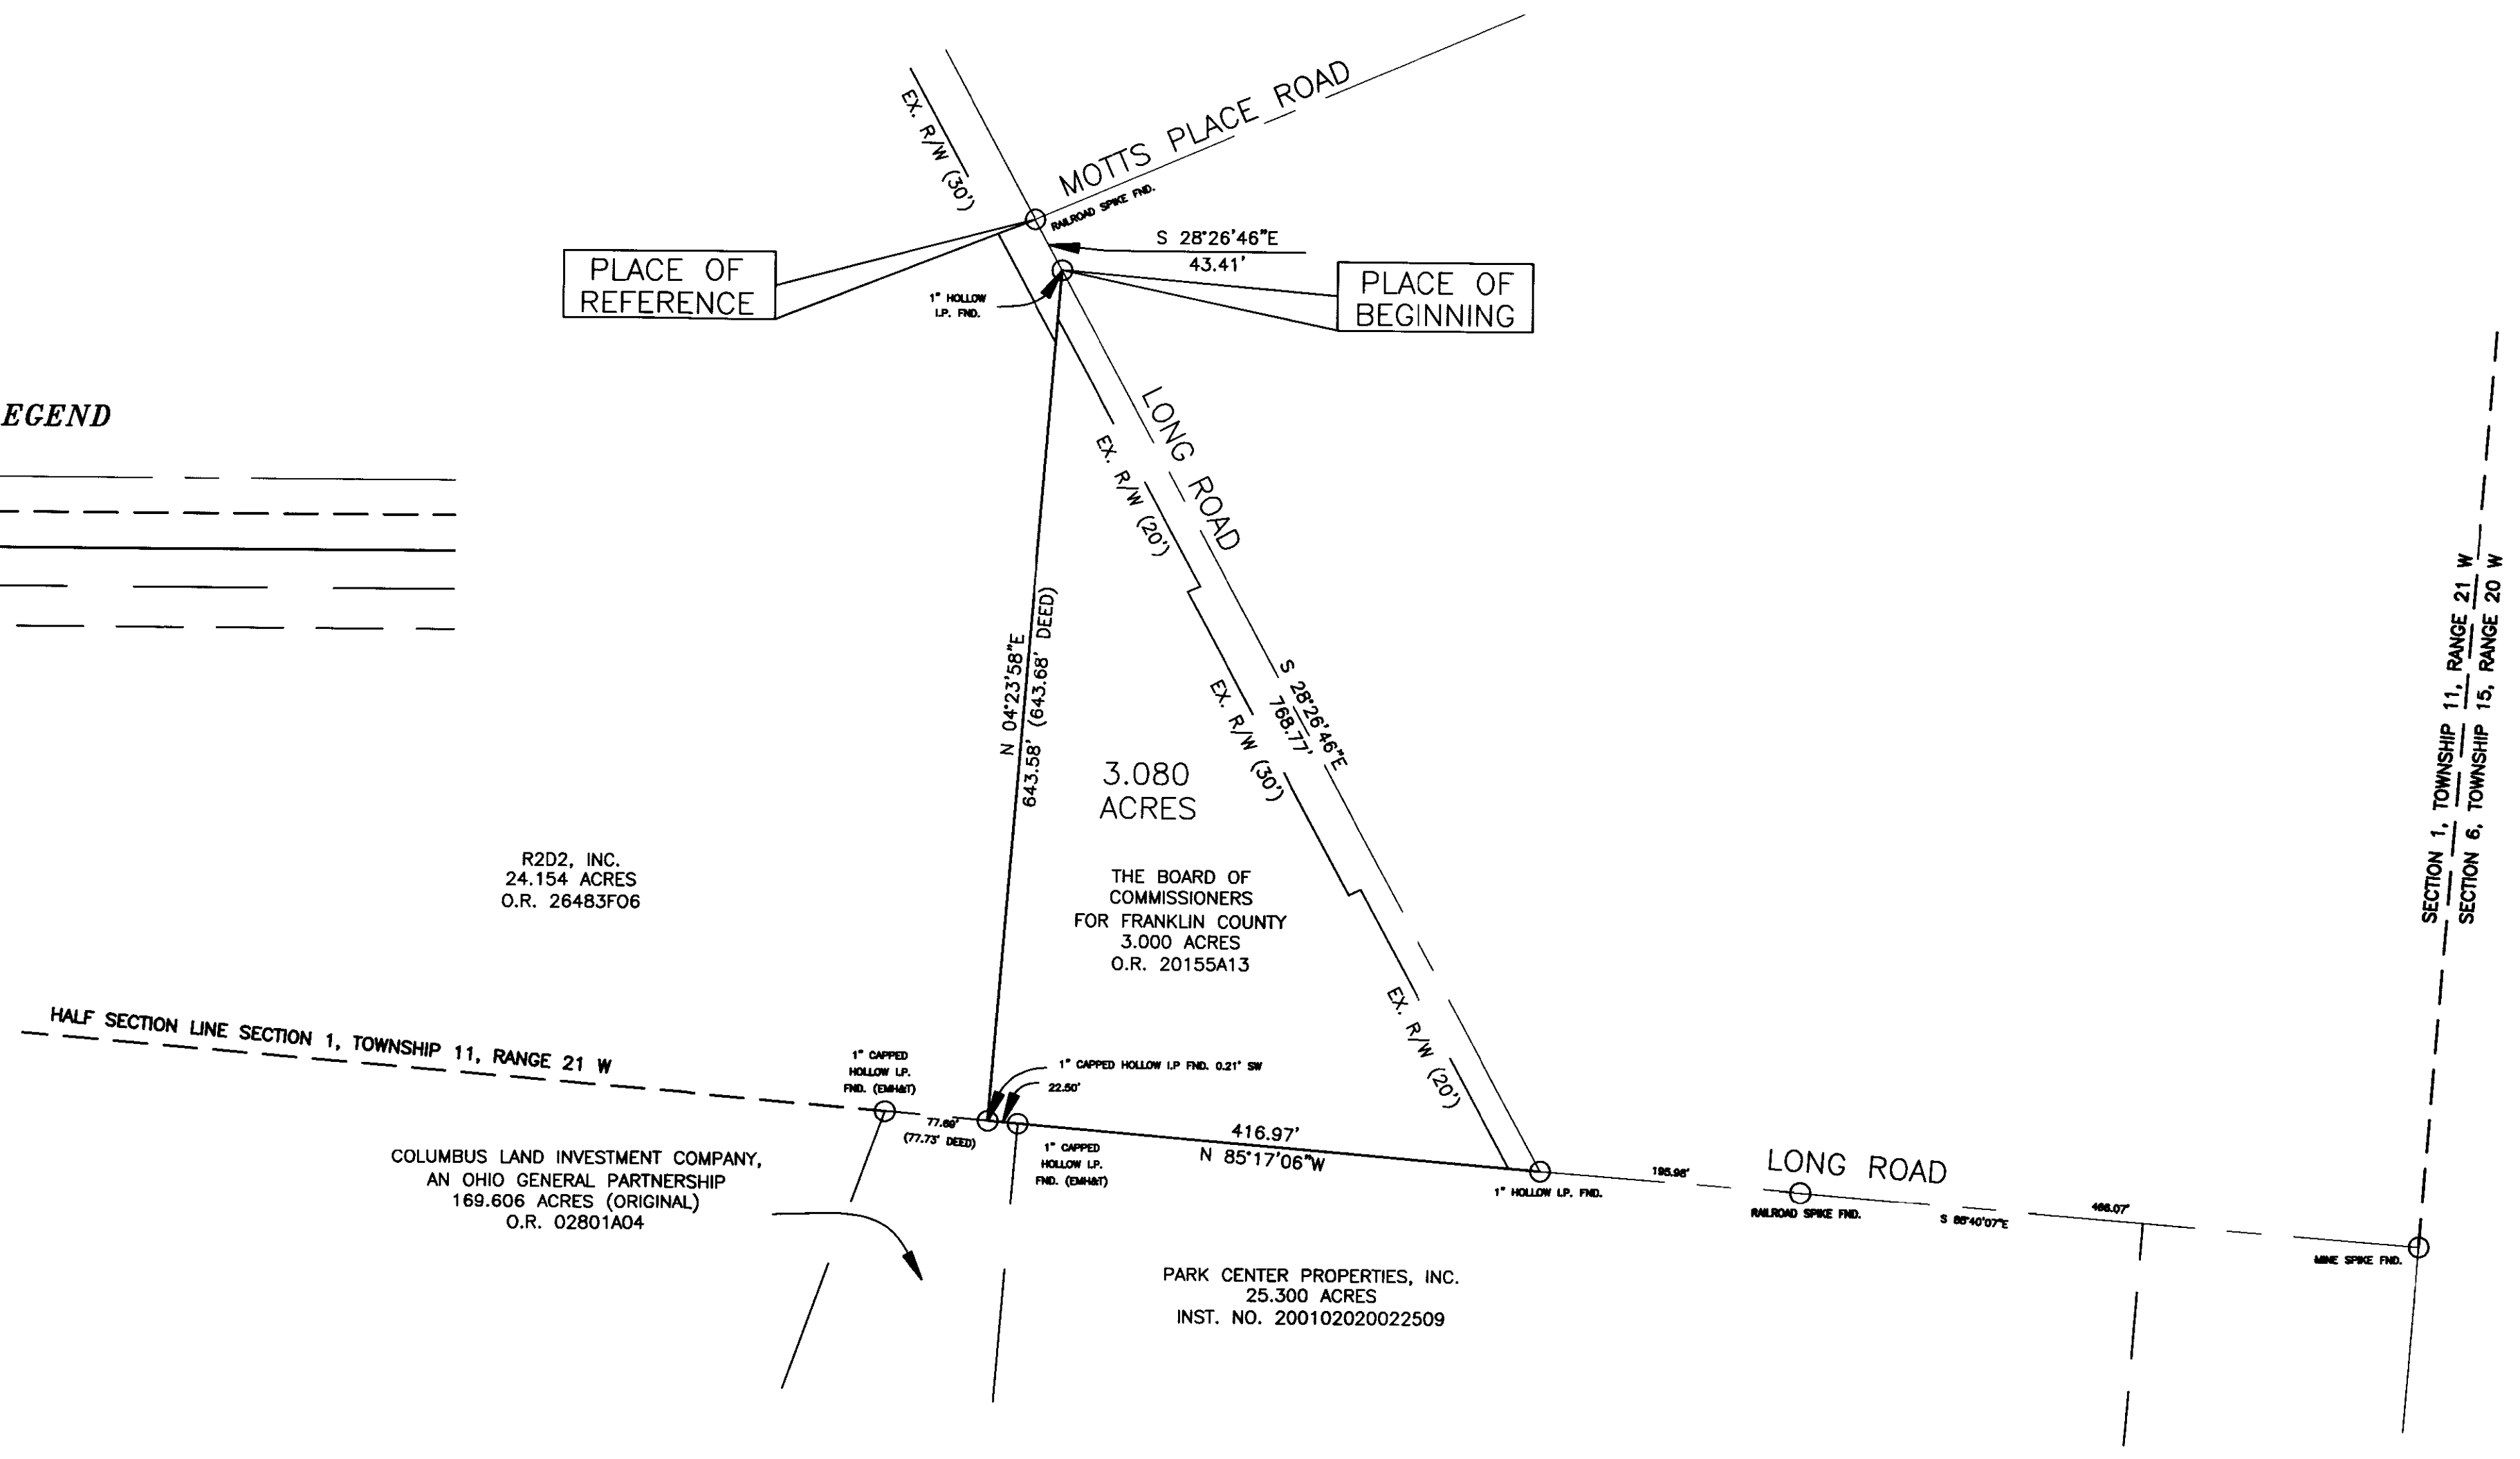 EX. R/W (30')
MOTTS PLACE ROAD
RAILROAD SPIKE FND.
S 28°26'46"E
43.41'
PLACE OF
REFERENCE
PLACE OF
BEGINNING
1" HOLLOW
I.P. FND.
EGEND
LONG ROAD
EX. R/W (20')
N 04°23'58"E
643.58' (643.68' DEED)
S 28°26'46"E
768.77'
EX. R/W (30')
3.080
ACRES
SECTION 1, TOWNSHIP 11, RANGE 21 W
SECTION 6, TOWNSHIP 15, RANGE 20 W
R2D2, INC.
24.154 ACRES
O.R. 26483F06
THE BOARD OF
COMMISSIONERS
FOR FRANKLIN COUNTY
3.000 ACRES
O.R. 20155A13
EX. R/W (20')
HALF SECTION LINE SECTION 1, TOWNSHIP 11, RANGE 21 W
1" CAPPED
HOLLOW I.P.
FND. (EMH&T)
1" CAPPED HOLLOW I.P FND. 0.21' SW
22.50'
77.69'
(77.73' DEED)
1" CAPPED
HOLLOW I.P.
FND. (EMH&T)
416.97'
N 85°17'06"W
1" HOLLOW I.P. FND.
195.96'
LONG ROAD
RAILROAD SPIKE FND.
466.07'
MINE SPIKE FND.
COLUMBUS LAND INVESTMENT COMPANY,
AN OHIO GENERAL PARTNERSHIP
169.606 ACRES (ORIGINAL)
O.R. 02801A04
PARK CENTER PROPERTIES, INC.
25.300 ACRES
INST. NO. 200102020022509